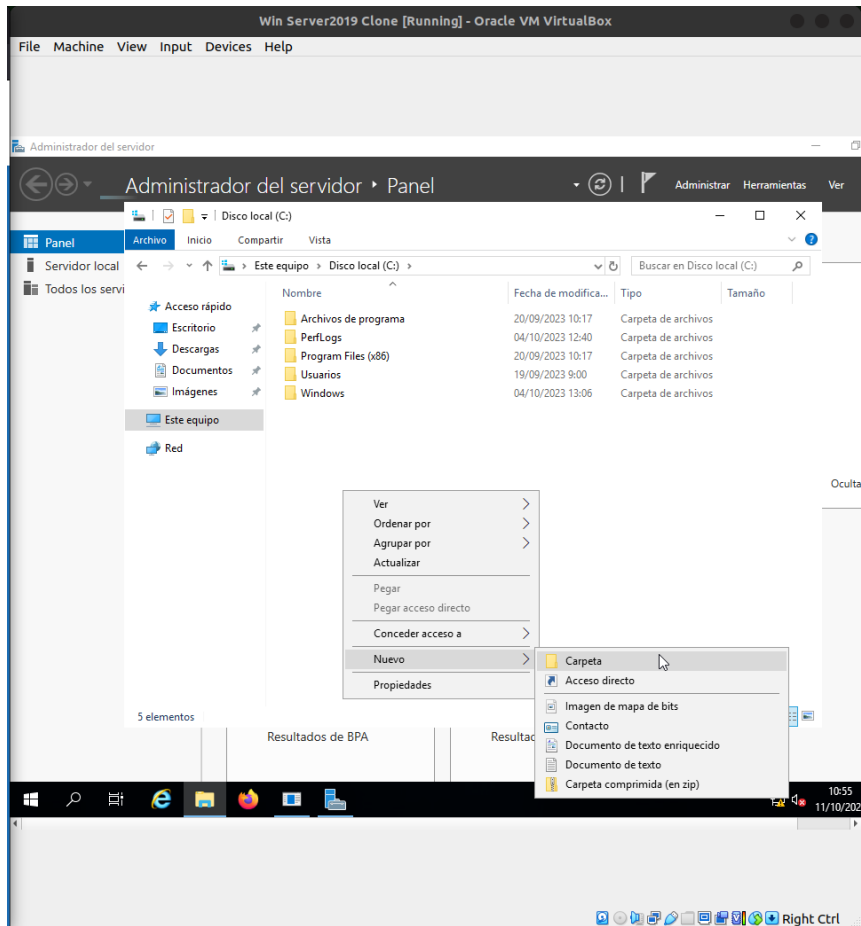 Win Server2019 Clone [Running] - Oracle VM VirtualBox
File Machine View Input Devices Help
Administrador del servidor
Administrador del servidor ‣ Panel
Administrar Herramientas Ver
Disco local (C:)
Panel
Archivo Inicio Compartir Vista
Servidor local
Este equipo > Disco local (C:) >
Buscar en Disco local (C:)
Todos los servi
Nombre Fecha de modifica... Tipo Tamaño
Acceso rápido
Escritorio
Descargas
Documentos
Imágenes
Este equipo
Red
Archivos de programa 20/09/2023 10:17 Carpeta de archivos
PerfLogs 04/10/2023 12:40 Carpeta de archivos
Program Files (x86) 20/09/2023 10:17 Carpeta de archivos
Usuarios 19/09/2023 9:00 Carpeta de archivos
Windows 04/10/2023 13:06 Carpeta de archivos
Oculta
Ver
Ordenar por
Agrupar por
Actualizar
Pegar
Pegar acceso directo
Conceder acceso a
Nuevo
Propiedades
Carpeta
Acceso directo
Imagen de mapa de bits
Contacto
Documento de texto enriquecido
Documento de texto
Carpeta comprimida (en zip)
5 elementos
Resultados de BPA
Resultad
10:55
11/10/202
Right Ctrl